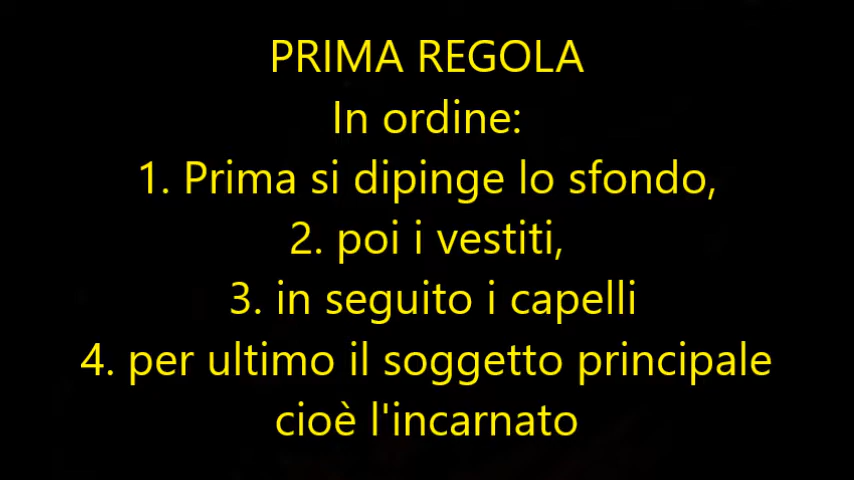 PRIMA REGOLA
In ordine:
1. Prima si dipinge lo sfondo,
2. poi i vestiti,
3. in seguito i capelli
4. per ultimo il soggetto principale
cioè l'incarnato